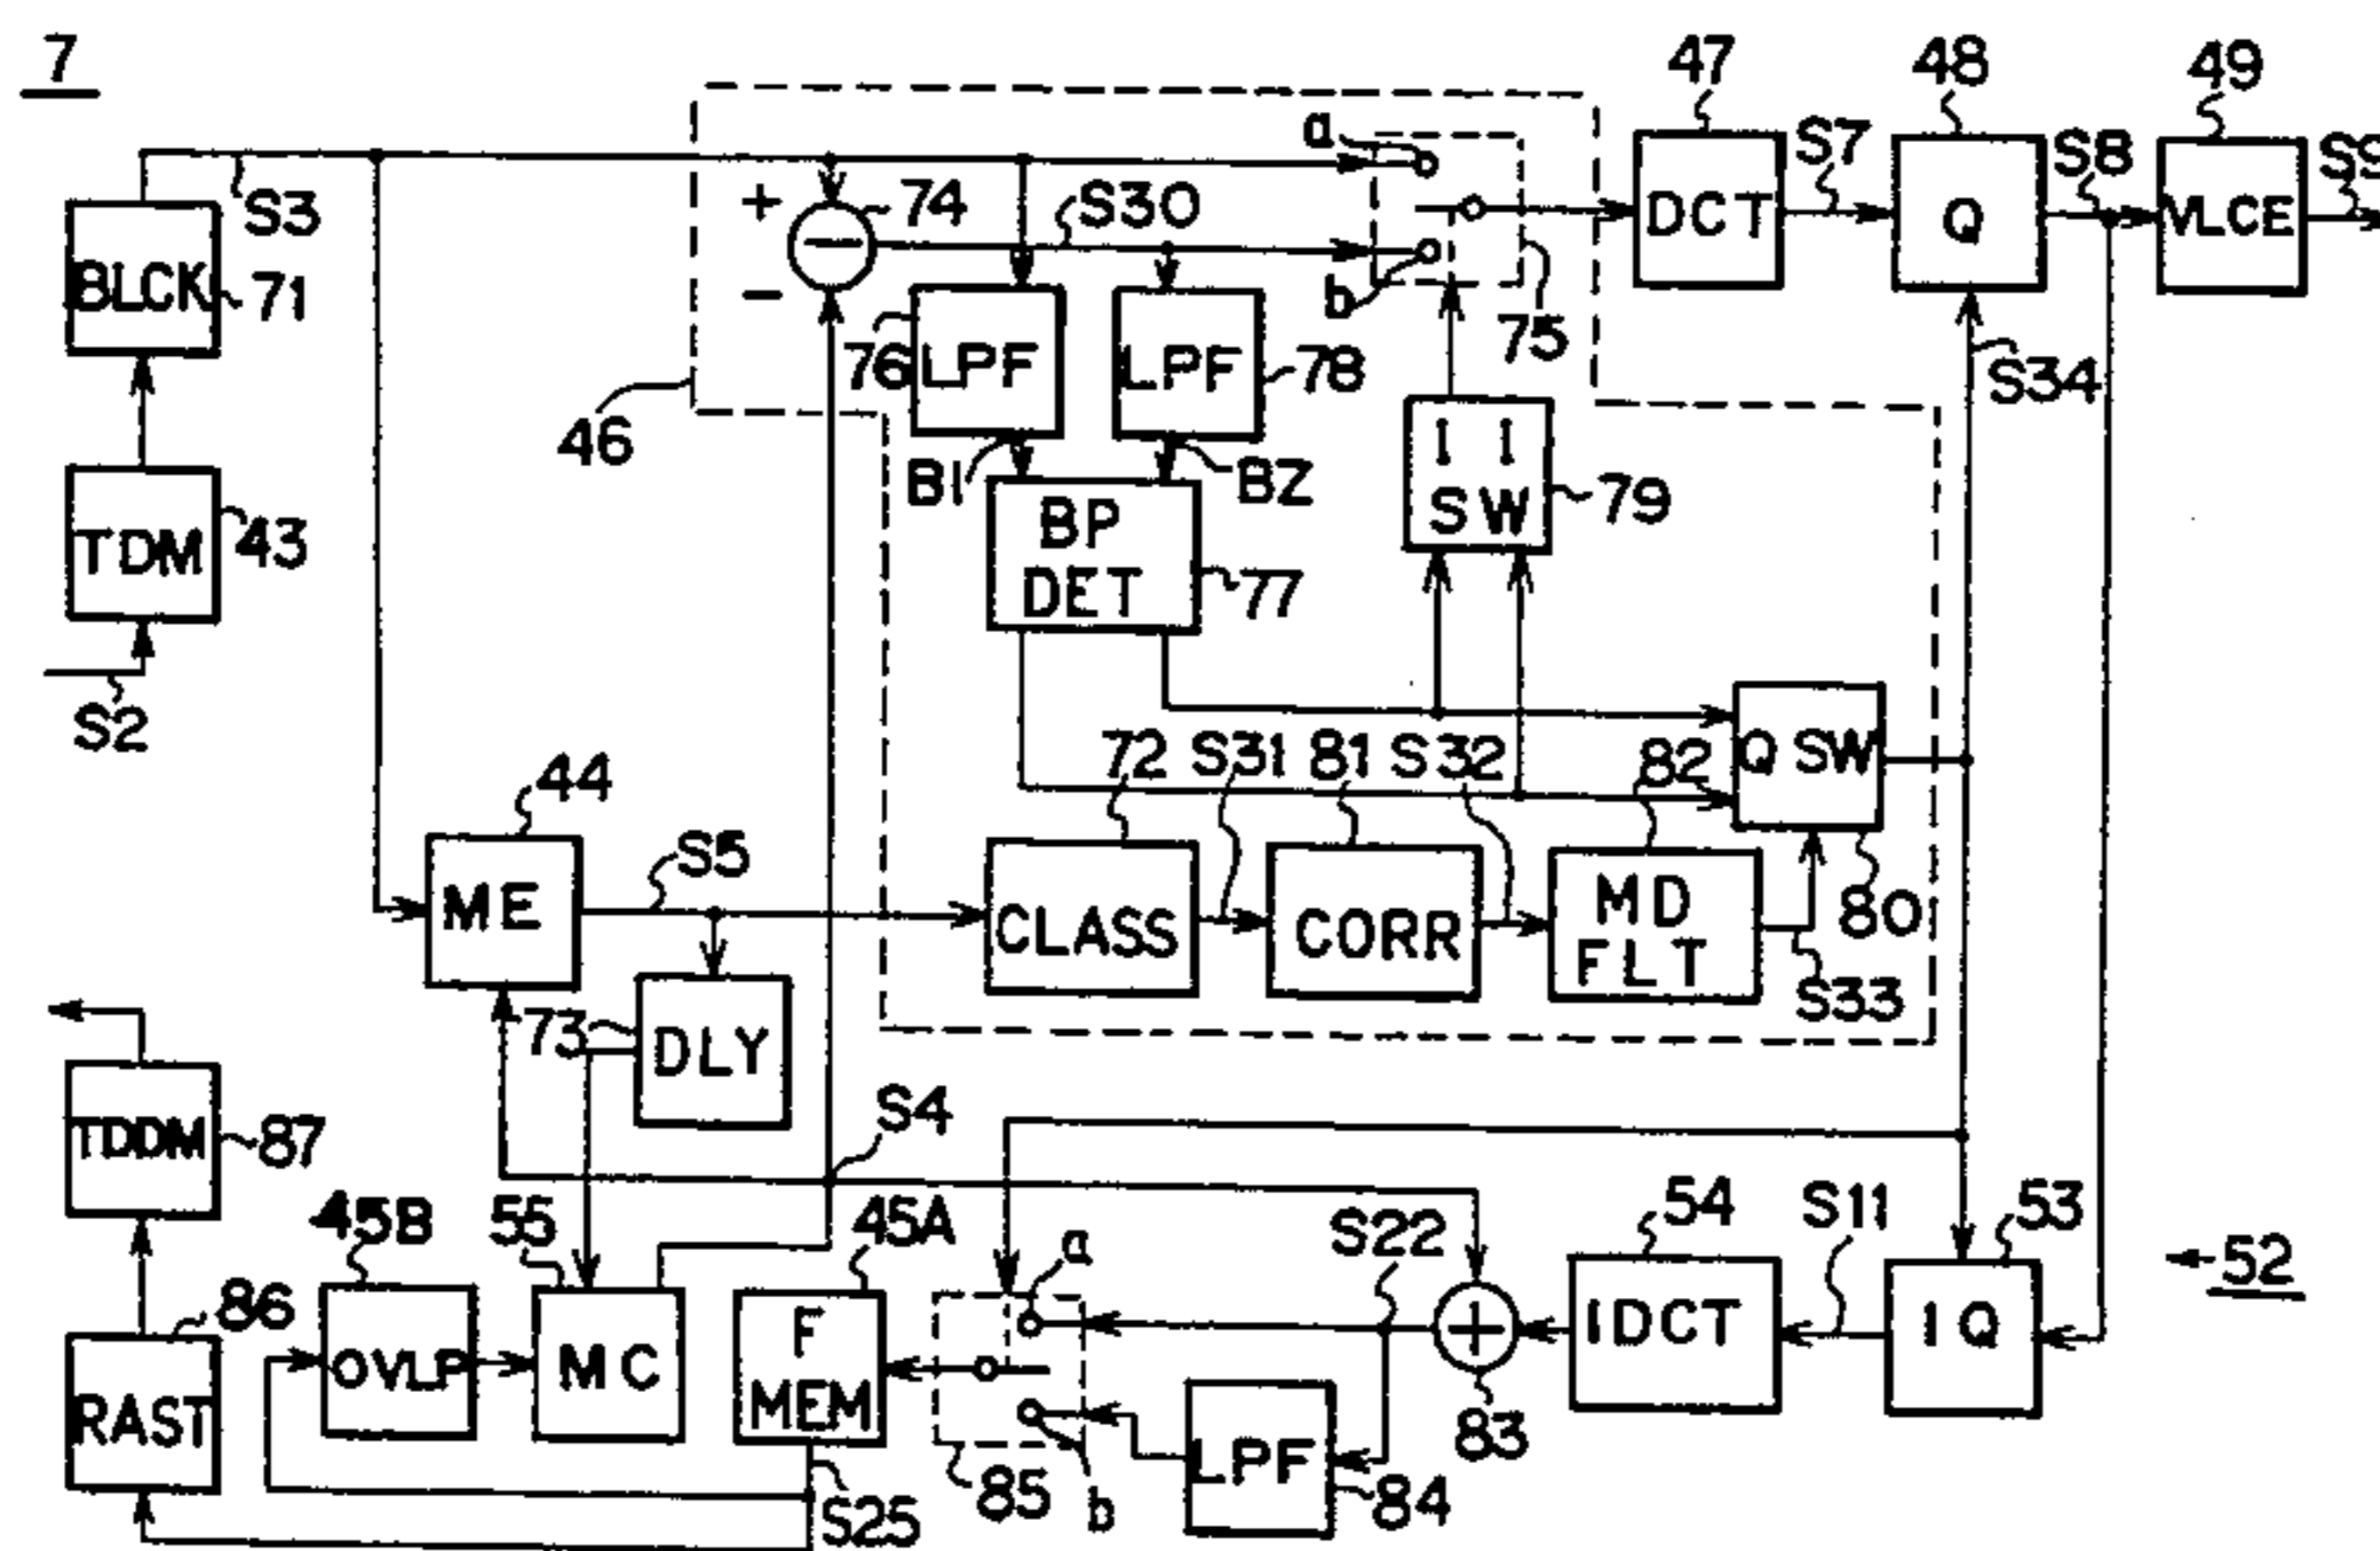 7
47
48
49
a
S7
S8
S9
S3
+
74
S30
DCT
Q
VLCE
BLCK
71
−
b
75
76
LPF
LPF
78
S34
46
B1
B2
I I
SW
79
TDM
43
BP
DET
77
S2
72
S31
81
S32
82
Q SW
44
S5
ME
CLASS
CORR
MD
FLT
80
S33
73
DLY
S4
TDDM
87
45B
55
45A
a
S22
54
S11
53
52
86
F
MEM
+
IDCT
IQ
OVLP
MC
RAST
83
LPF
S25
85
b
84